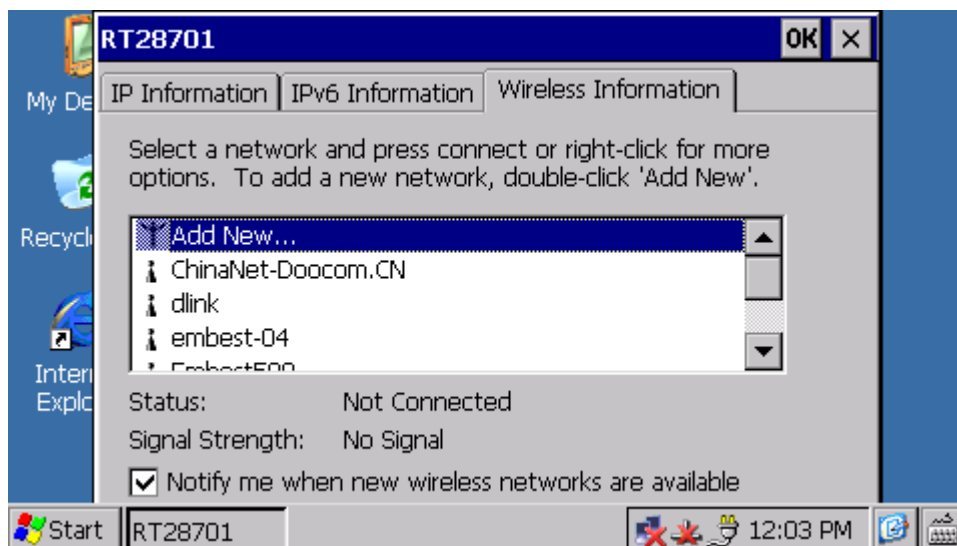 RT28701
OK
IP Information
IPv6 Information
Wireless Information
Select a network and press connect or right-click for more
options. To add a new network, double-click 'Add New'.
Add New...
ChinaNet-Doocom.CN
dlink
embest-04
Status: Not Connected
Signal Strength: No Signal
Notify me when new wireless networks are available
My De
Recycl
Intern
Explo
Start
RT28701
12:03 PM